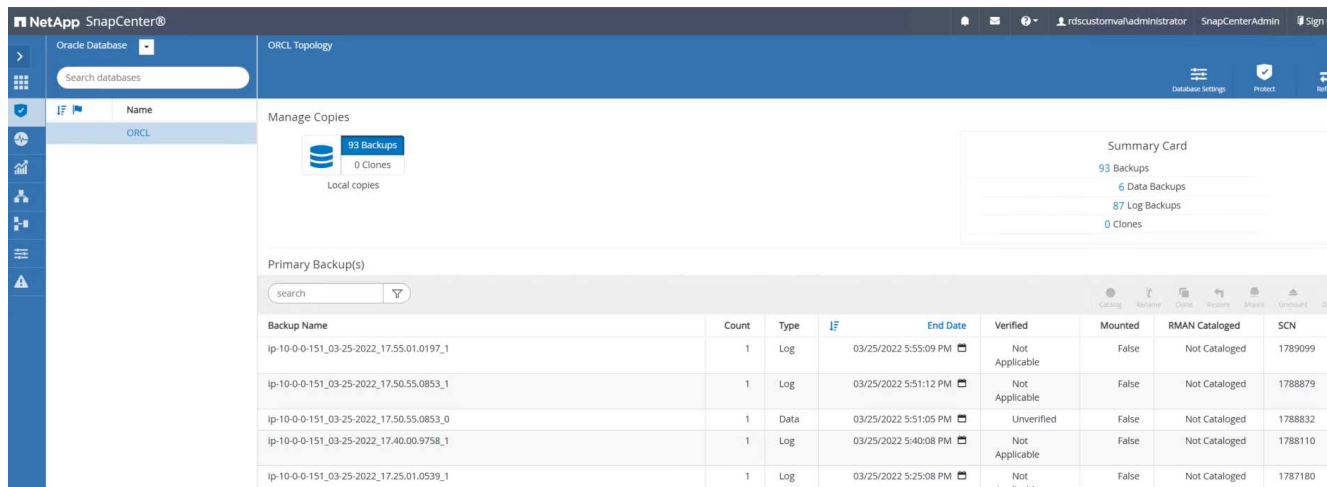 NetApp SnapCenter®
rdscustomval\administrator SnapCenterAdmin Sign
Oracle Database
ORCL Topology
Search databases
Database Settings Protect Ref
Name
ORCL
Manage Copies
93 Backups
0 Clones
Local copies
Summary Card
93 Backups
6 Data Backups
87 Log Backups
0 Clones
Primary Backup(s)
search
Catalog Rename Clone Restore Mount Unmount
Backup Name Count Type End Date Verified Mounted RMAN Cataloged SCN
ip-10-0-0-151_03-25-2022_17.55.01.0197_1 1 Log 03/25/2022 5:55:09 PM Not Applicable False Not Cataloged 1789099
ip-10-0-0-151_03-25-2022_17.50.55.0853_1 1 Log 03/25/2022 5:51:12 PM Not Applicable False Not Cataloged 1788879
ip-10-0-0-151_03-25-2022_17.50.55.0853_0 1 Data 03/25/2022 5:51:05 PM Unverified False Not Cataloged 1788832
ip-10-0-0-151_03-25-2022_17.40.00.9758_1 1 Log 03/25/2022 5:40:08 PM Not Applicable False Not Cataloged 1788110
ip-10-0-0-151_03-25-2022_17.25.01.0539_1 1 Log 03/25/2022 5:25:08 PM Not False Not Cataloged 1787180